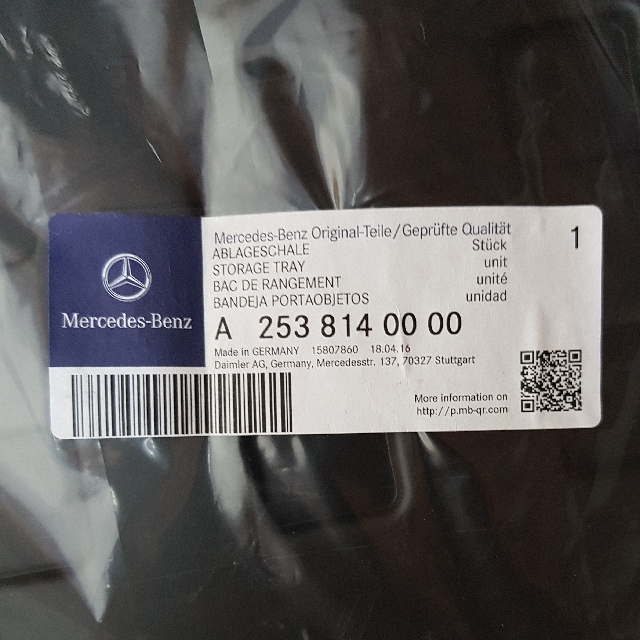 Mercedes-Benz
Mercedes-Benz Original-Teile/Geprüfte Qualität
1
ABLAGESCHALE Stück
STORAGE TRAY unit
BAC DE RANGEMENT unité
BANDEJA PORTAOBJETOS unidad
A 253 814 00 00
Made in GERMANY 15807860 18.04.16
Daimler AG, Germany, Mercedesstr. 137, 70327 Stuttgart
More information on
http://p.mb-qr.com